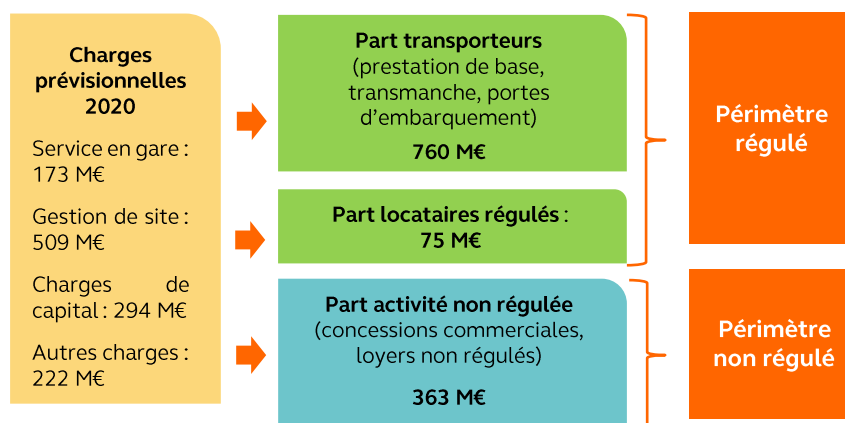 Charges
prévisionnelles
2020
Service en gare :
173 M€
Gestion de site :
509 M€
Charges de
capital : 294 M€
Autres charges :
222 M€
Part transporteurs
(prestation de base,
transmanche, portes
d’embarquement)
760 M€
Part locataires régulés :
75 M€
Part activité non régulée
(concessions commerciales,
loyers non régulés)
363 M€
Périmètre
régulé
Périmètre
non régulé